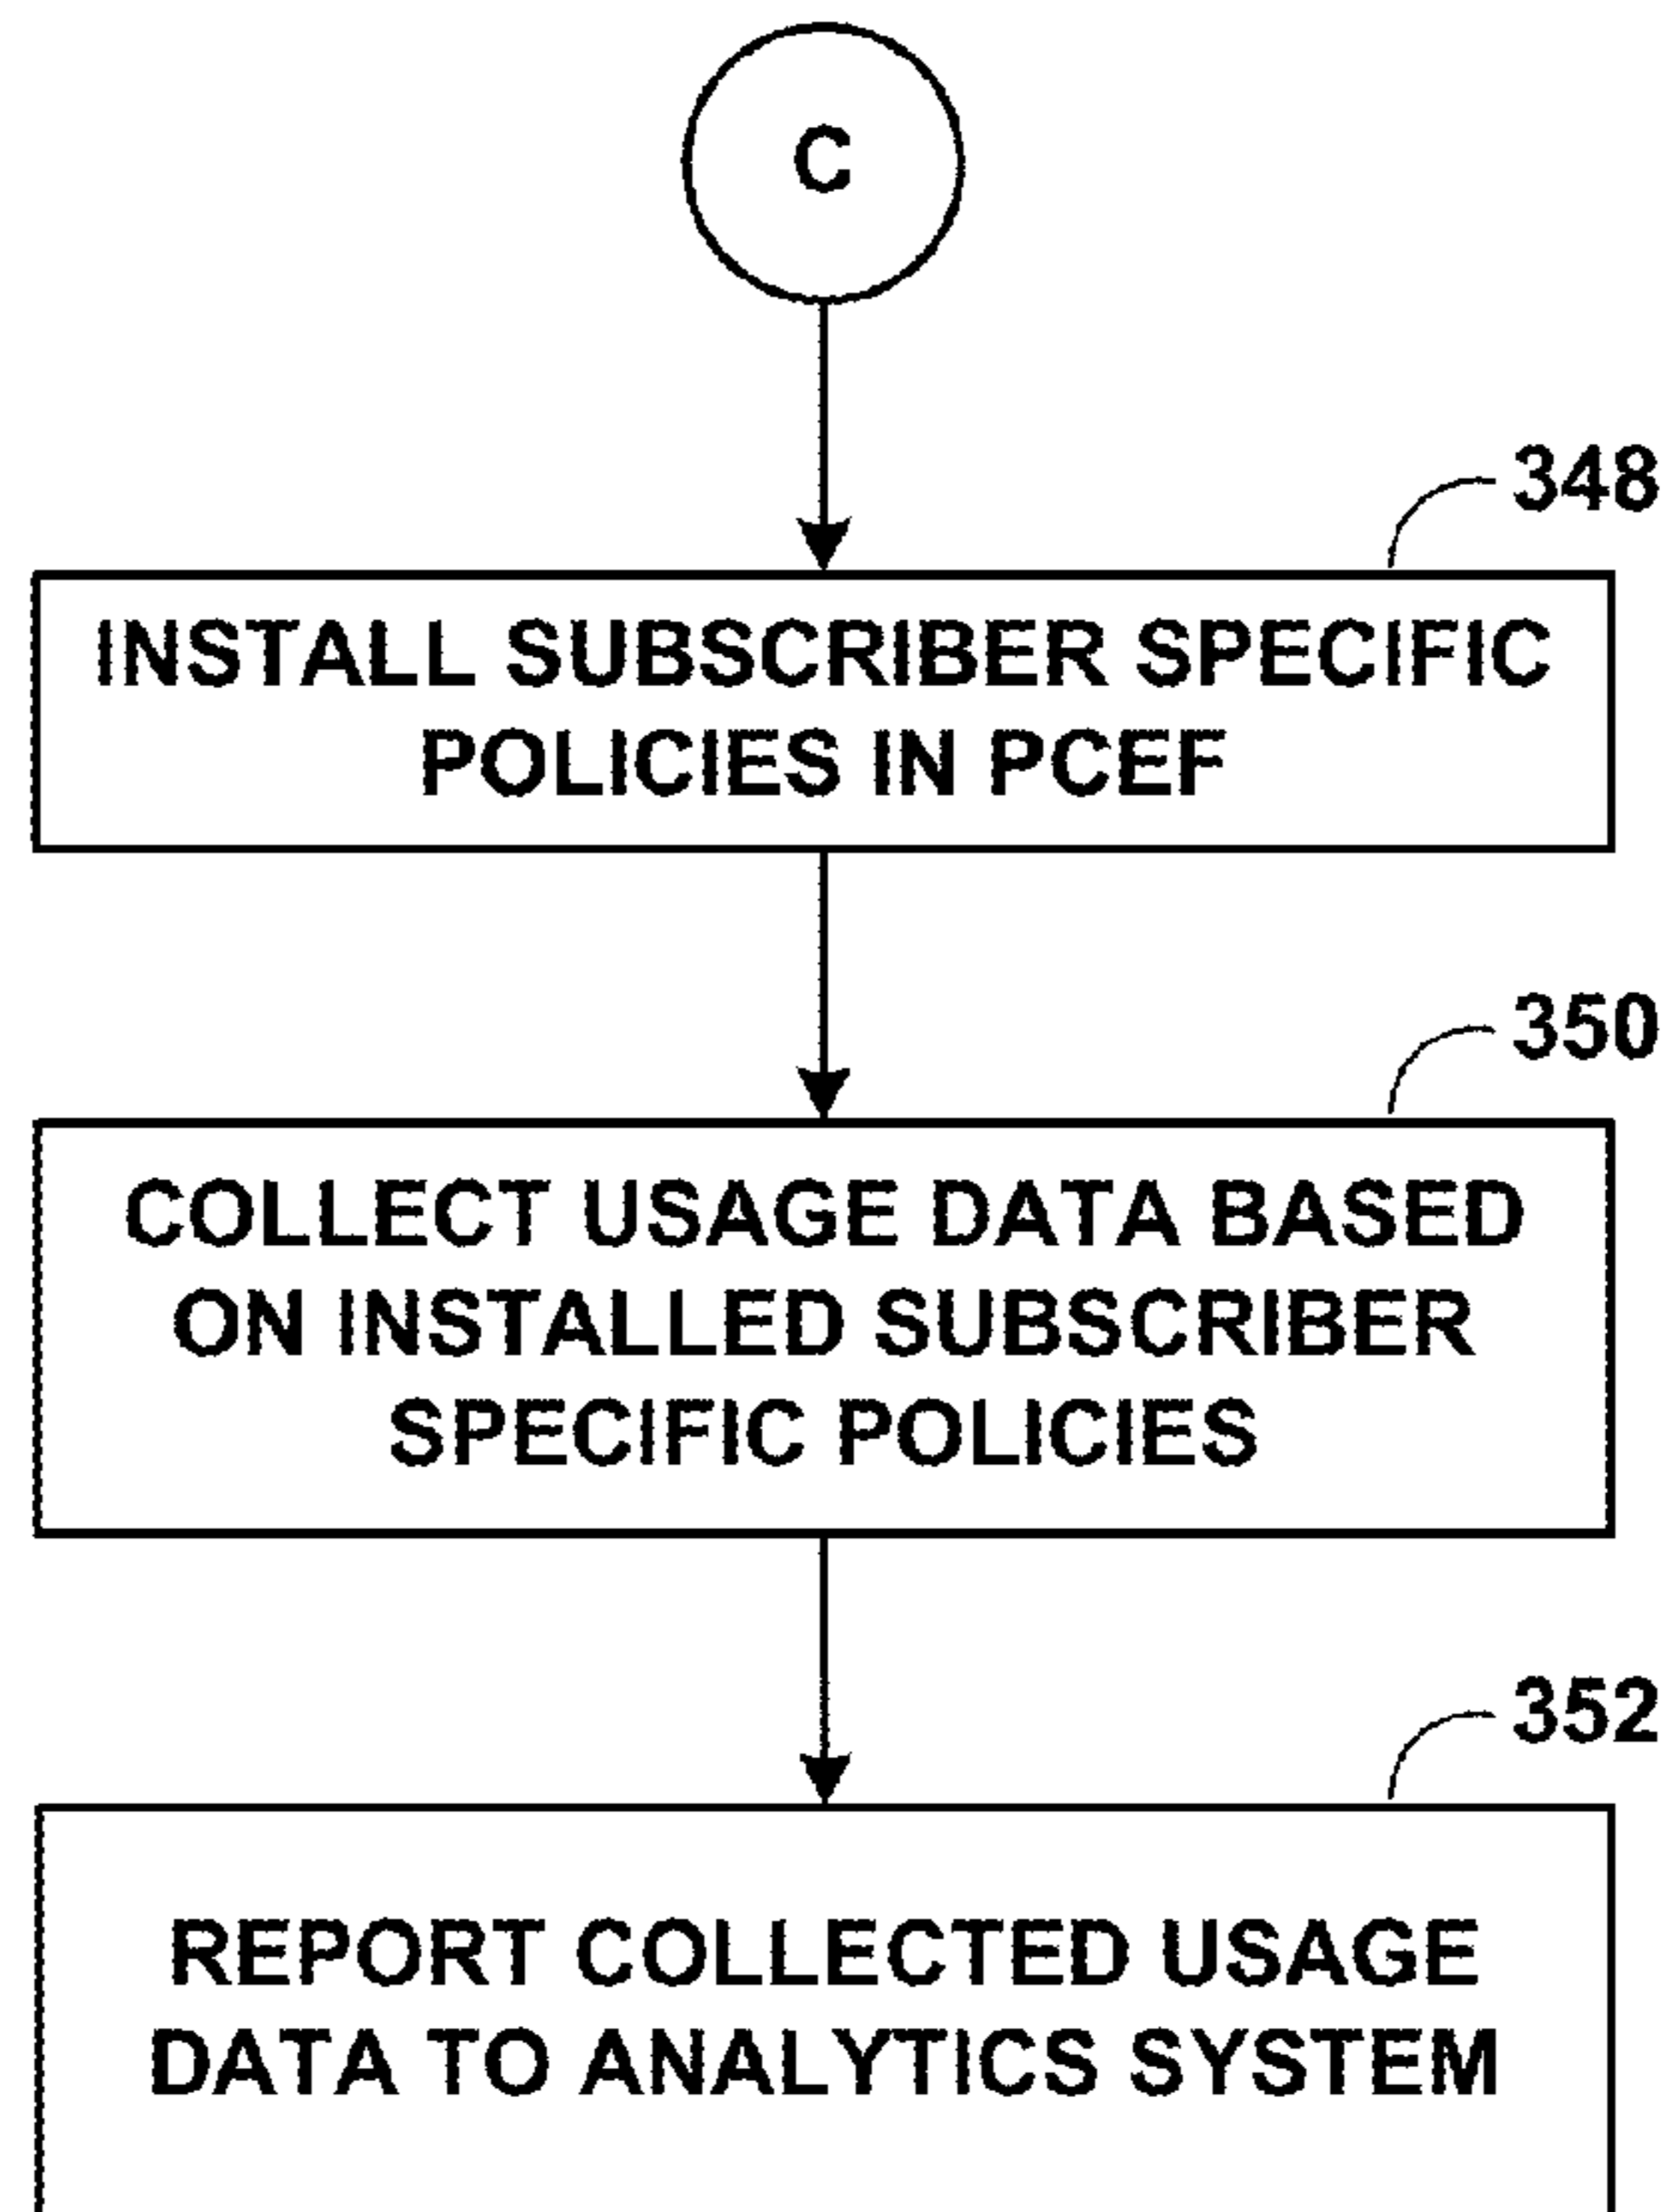 C
348
INSTALL SUBSCRIBER SPECIFIC
POLICIES IN PCEF
350
COLLECT USAGE DATA BASED
ON INSTALLED SUBSCRIBER
SPECIFIC POLICIES
352
REPORT COLLECTED USAGE
DATA TO ANALYTICS SYSTEM